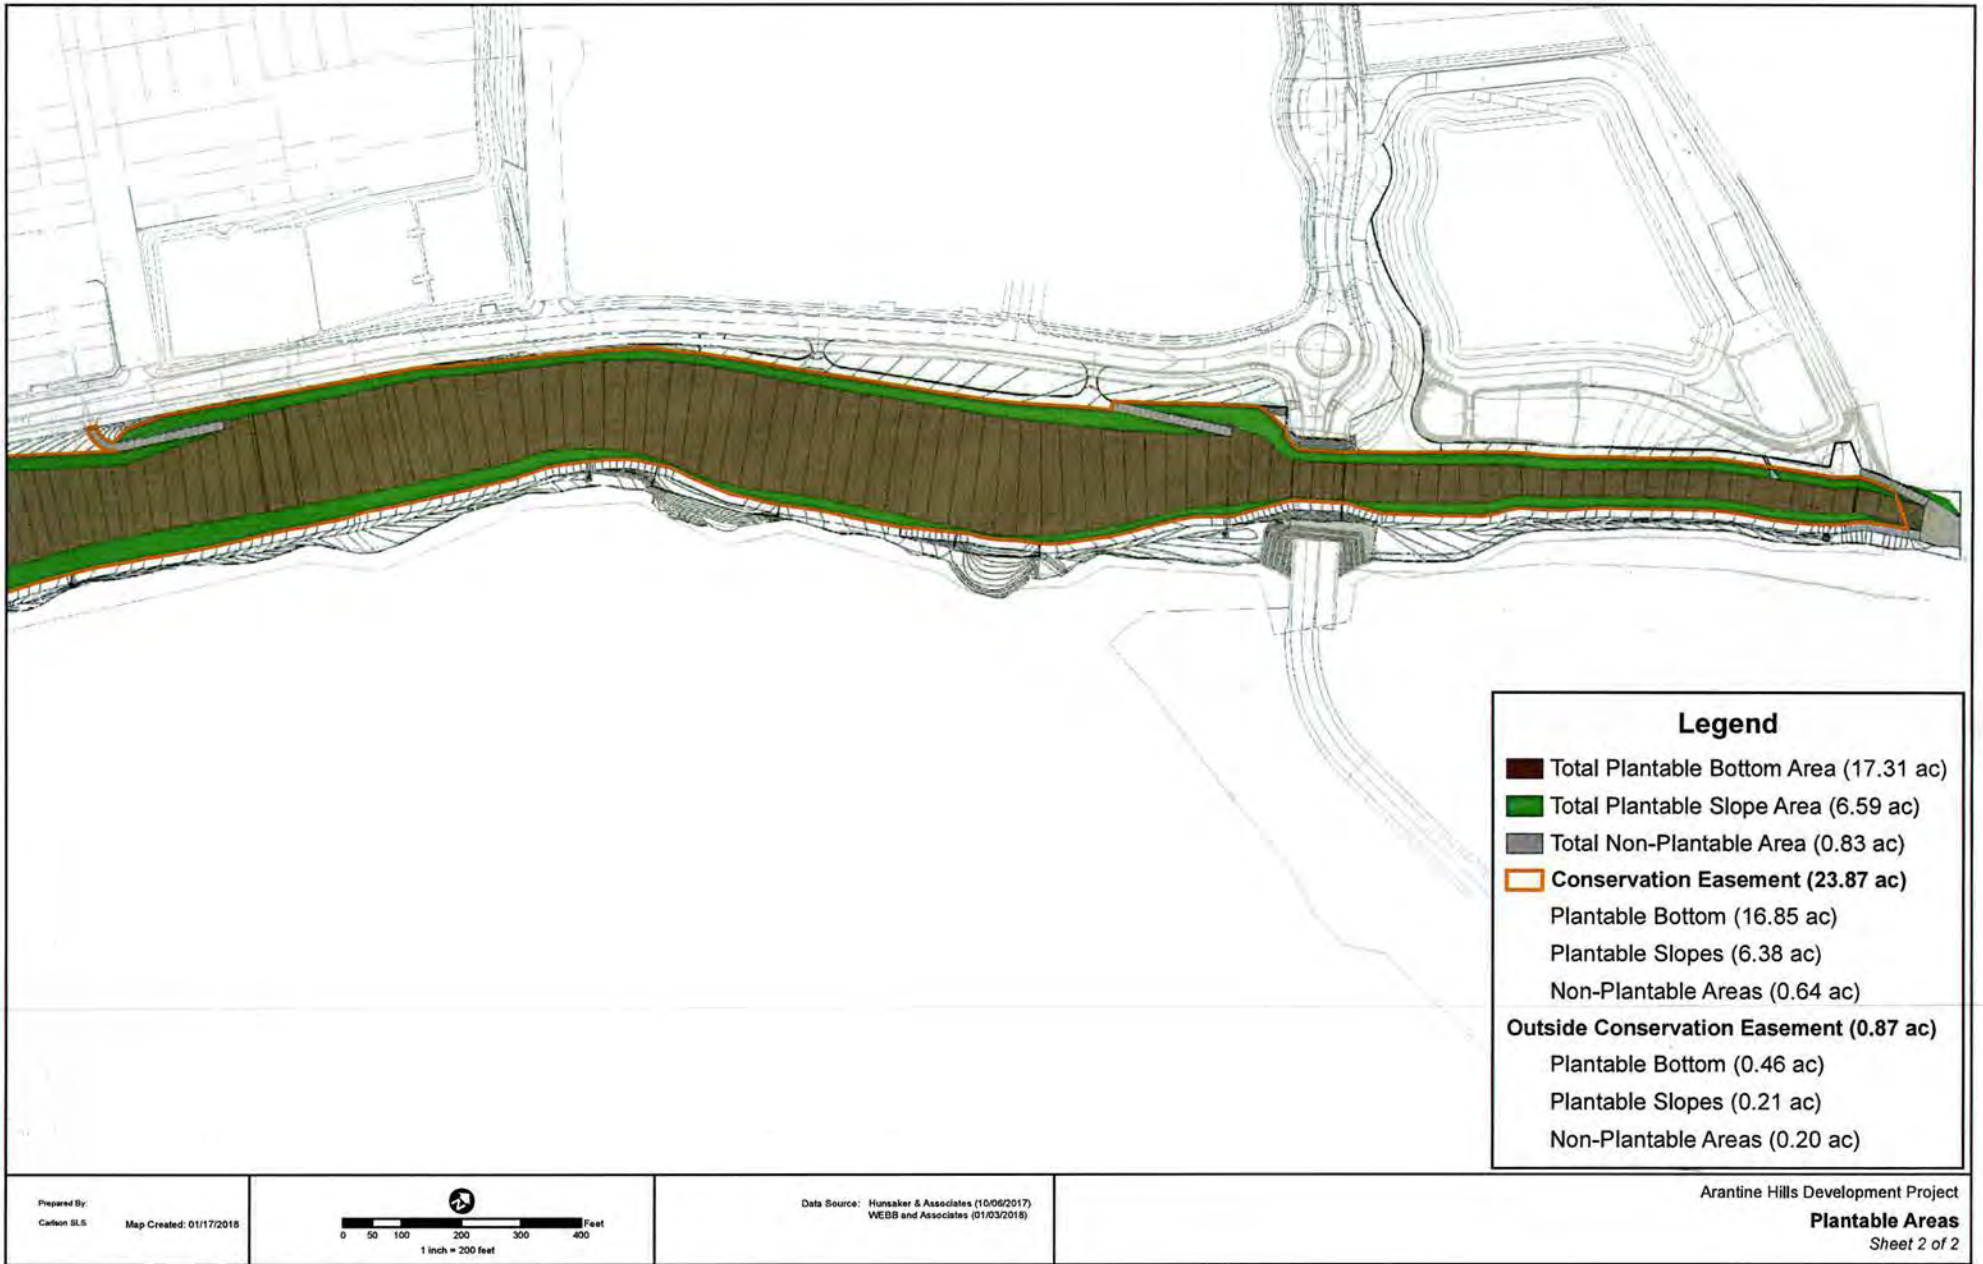 Legend
Total Plantable Bottom Area (17.31 ac)
Total Plantable Slope Area (6.59 ac)
Total Non-Plantable Area (0.83 ac)
Conservation Easement (23.87 ac)
Plantable Bottom (16.85 ac)
Plantable Slopes (6.38 ac)
Non-Plantable Areas (0.64 ac)
Outside Conservation Easement (0.87 ac)
Plantable Bottom (0.46 ac)
Plantable Slopes (0.21 ac)
Non-Plantable Areas (0.20 ac)
Prepared By:
Carlson SLS
Map Created: 01/17/2018
Z
Feet
0 50 100 200 300 400
1 inch = 200 feet
Data Source: Hunsaker & Associates (10/06/2017)
WEBB and Associates (01/03/2018)
Arantine Hills Development Project
Plantable Areas
Sheet 2 of 2